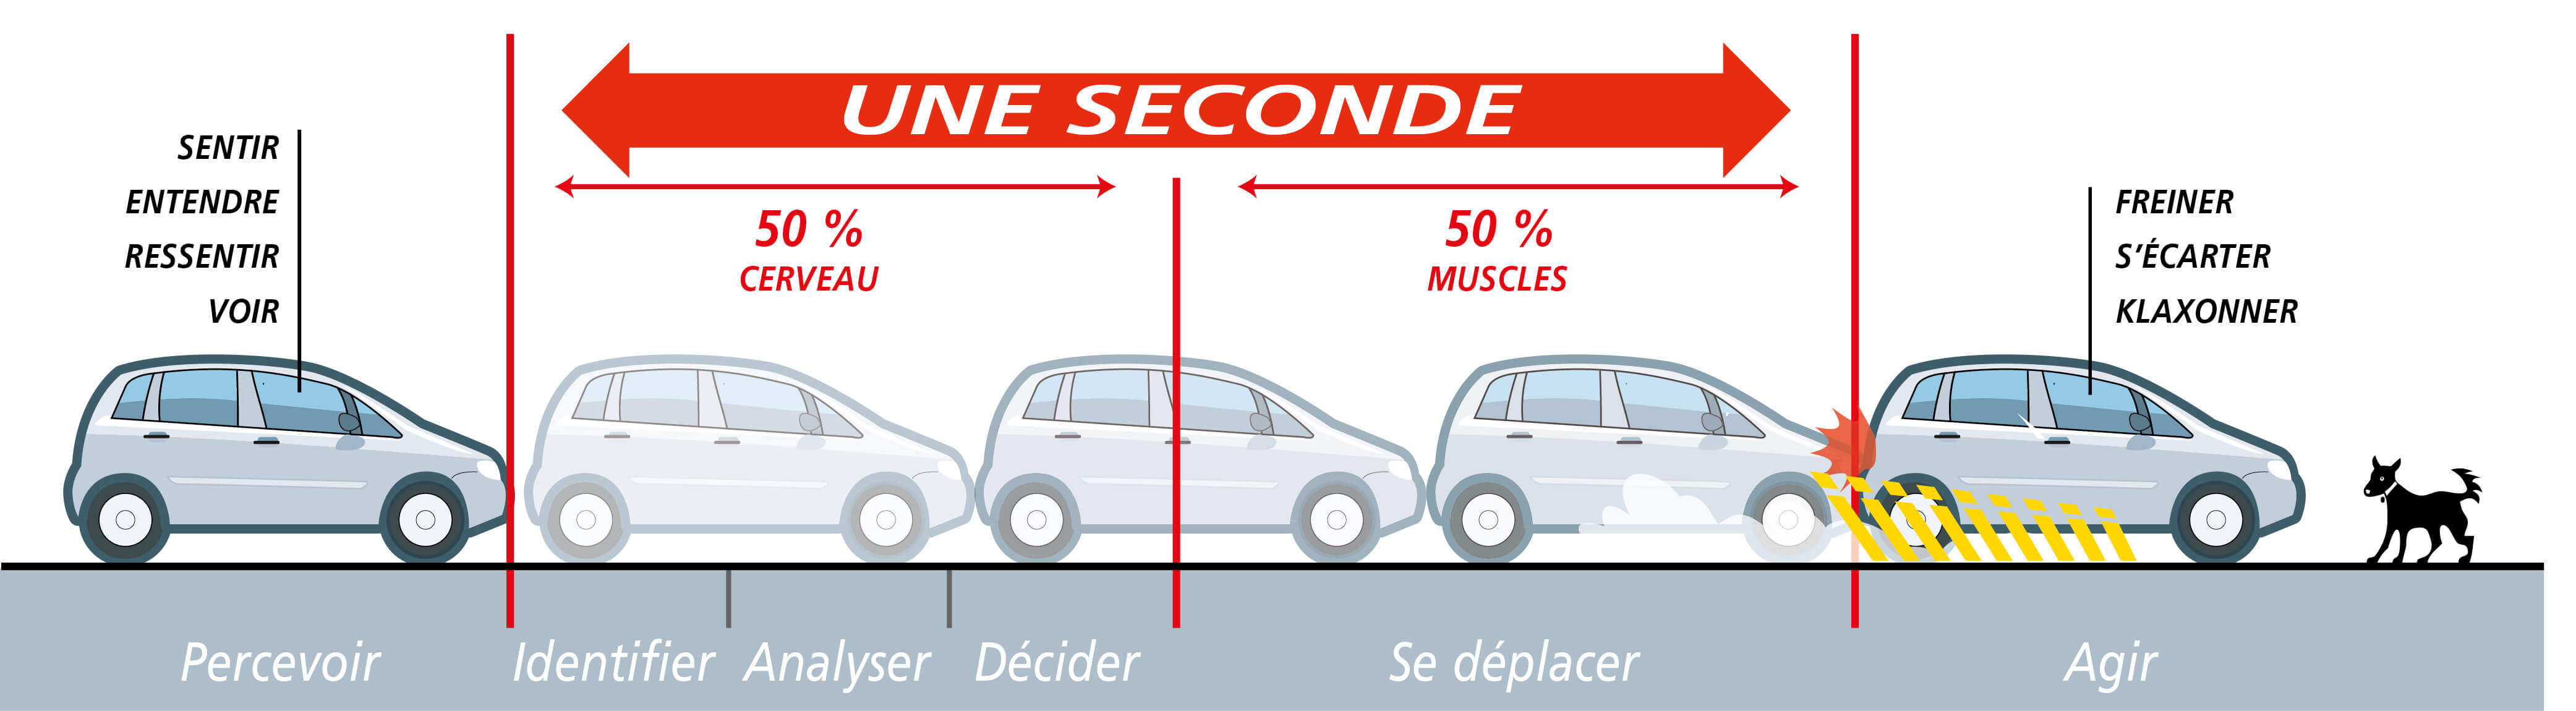 UNE SECONDE
SENTIR
ENTENDRE
RESSENTIR
VOIR
50 %
CERVEAU
50 %
MUSCLES
FREINER
S’ÉCARTER
KLAXONNER
Percevoir
Identifier
Analyser
Décider
Se déplacer
Agir